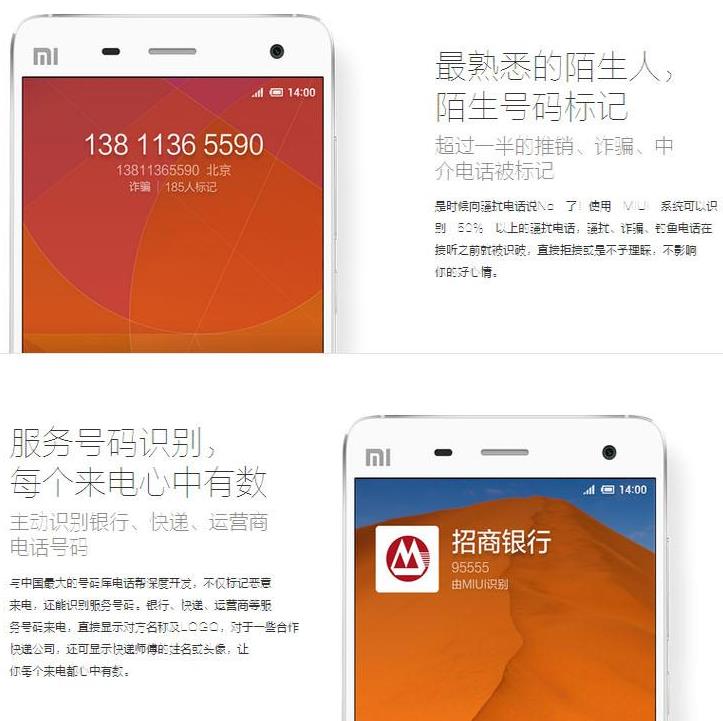 MI
14:00
138 1136 5590
13811365590 北京
诈骗 | 185人标记
最熟悉的陌生人，
陌生号码标记
超过一半的推销、诈骗、中
介电话被标记
是时候向骚扰电话说No 了！使用 MIUI 系统可以识
别 50% 以上的骚扰电话，骚扰、诈骗、钓鱼电话在
接听之前就被识破，直接拒接或是不予理睬，不影响
你的好心情。
服务号码识别，
每个来电心中有数
主动识别银行、快递、运营商
电话号码
与中国最大的号码库电话帮深度开发，不仅标记恶意
来电，还能识别服务号码。银行、快递、运营商等服
务号码来电，直接显示对方名称及LOGO，对于一些合作
快递公司，还可显示快递师傅的姓名或头像，让
你每个来电都心中有数。
MI
14:00
招商银行
95555
由MIUI识别